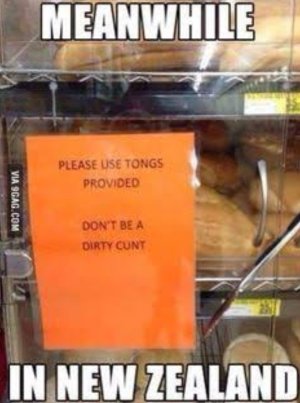 MEANWHILE
PLEASE USE TONGS
PROVIDED
DON'T BE A
DIRTY CUNT
VIA 9GAG.COM
IN NEW ZEALAND